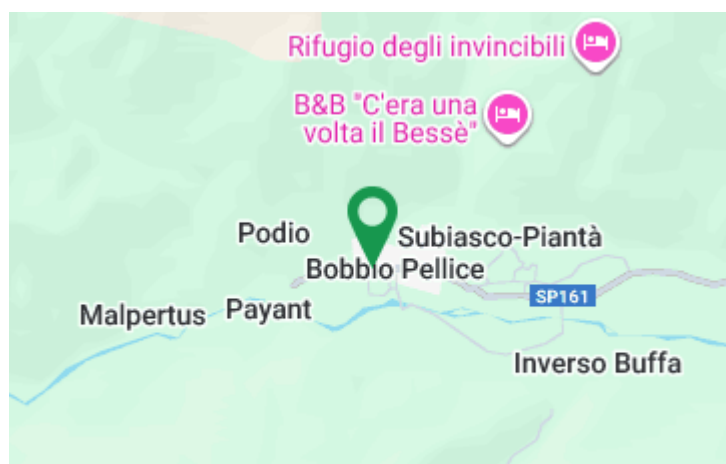 Rifugio degli invincibili
B&B "C'era una
volta il Bessè"
Podio
Subiasco-Piantà
Bobbio Pellice
SP161
Malpertus
Payant
Inverso Buffa